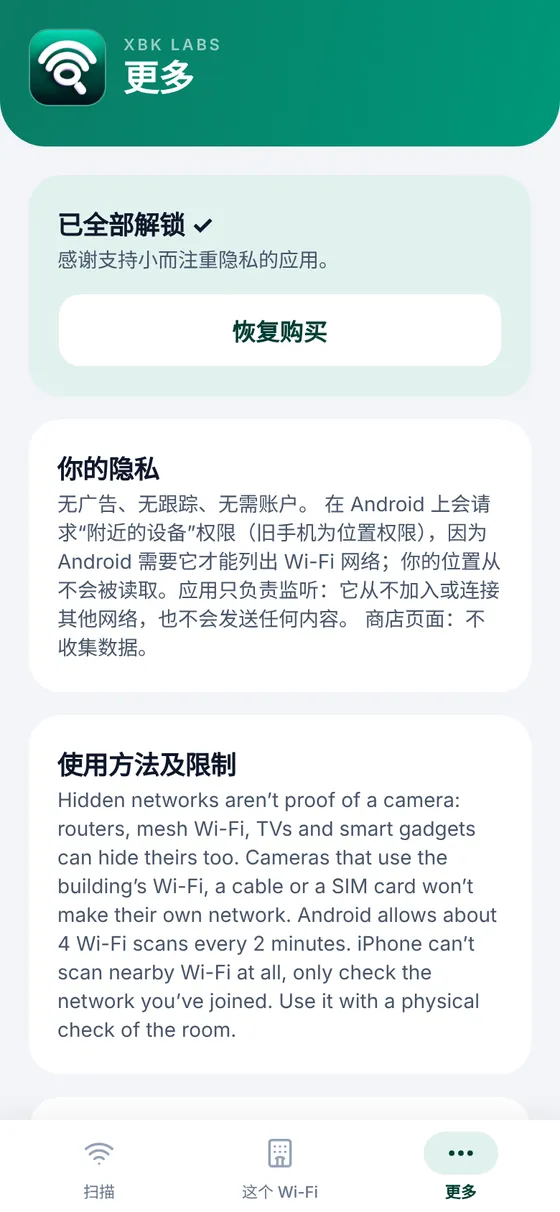 XBK LABS
更多
已全部解锁 ✓
感谢支持小而注重隐私的应用。
恢复购买
你的隐私
无广告、无跟踪、无需账户。 在 Android 上会请
求“附近的设备”权限（旧手机为位置权限），因为
Android 需要它才能列出 Wi-Fi 网络；你的位置从
不会被读取。应用只负责监听：它从不加入或连接
其他网络，也不会发送任何内容。 商店页面：不
收集数据。
使用方法及限制
Hidden networks aren’t proof of a camera:
routers, mesh Wi-Fi, TVs and smart gadgets
can hide theirs too. Cameras that use the
building’s Wi-Fi, a cable or a SIM card won’t
make their own network. Android allows about
4 Wi-Fi scans every 2 minutes. iPhone can’t
scan nearby Wi-Fi at all, only check the
network you’ve joined. Use it with a physical
check of the room.
扫描
这个 Wi-Fi
更多